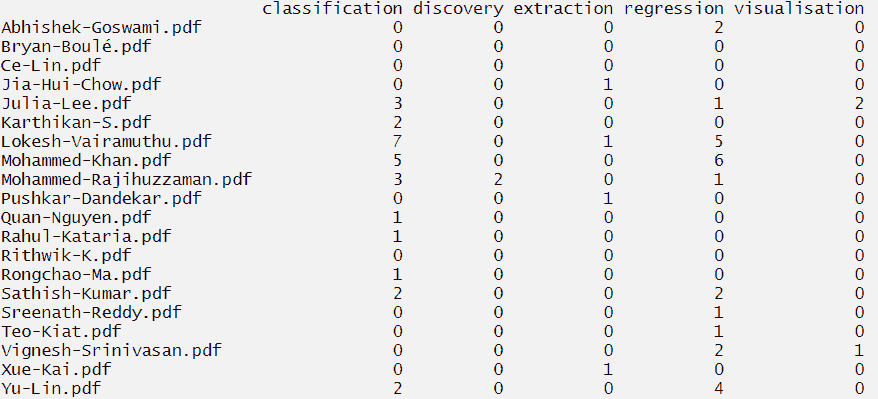 classification discovery extraction regression visualisation
Abhishek-Goswami.pdf 0 0 0 2 0
Bryan-Boulé.pdf 0 0 0 0 0
Ce-Lin.pdf 0 0 0 0 0
Jia-Hui-Chow.pdf 0 0 1 0 0
Julia-Lee.pdf 3 0 0 1 2
Karthikan-S.pdf 2 0 0 0 0
Lokesh-Vairamuthu.pdf 7 0 1 5 0
Mohammed-Khan.pdf 5 0 0 6 0
Mohammed-Rajihuzzaman.pdf 3 2 0 1 0
Pushkar-Dandekar.pdf 0 0 1 0 0
Quan-Nguyen.pdf 1 0 0 0 0
Rahul-Kataria.pdf 1 0 0 0 0
Rithwik-K.pdf 0 0 0 0 0
Rongchao-Ma.pdf 1 0 0 0 0
Sathish-Kumar.pdf 2 0 0 2 0
Sreenath-Reddy.pdf 0 0 0 1 0
Teo-Kiat.pdf 0 0 0 1 0
Vignesh-Srinivasan.pdf 0 0 0 2 1
Xue-Kai.pdf 0 0 1 0 0
Yu-Lin.pdf 2 0 0 4 0